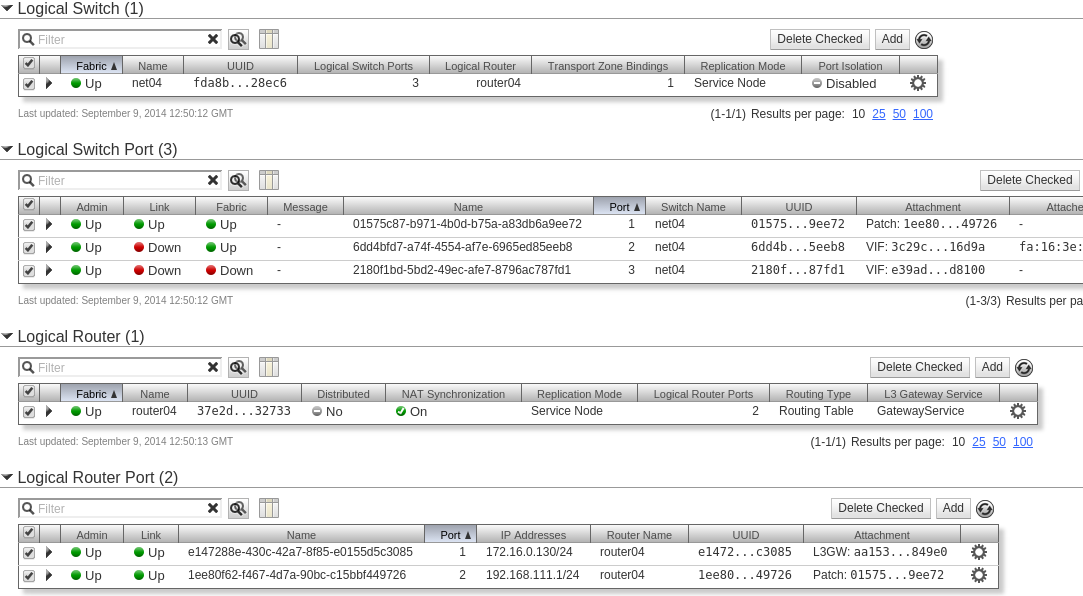 Logical Switch (1)
Filter Delete Checked Add
Fabric Name UUID Logical Switch Ports Logical Router Transport Zone Bindings Replication Mode Port Isolation
Up net04 fda8b...28ec6 3 router04 1 Service Node Disabled
Last updated: September 9, 2014 12:50:12 GMT (1-1/1) Results per page: 10 25 50 100
Logical Switch Port (3)
Filter Delete Checked
Admin Link Fabric Message Name Port Switch Name UUID Attachment Attache
Up Up Up - 01575c87-b971-4b0d-b75a-a83db6a9ee72 1 net04 01575...9ee72 Patch: 1ee80...49726 -
Up Down Up - 6dd4bfd7-a74f-4554-af7e-6965ed85eeb8 2 net04 6dd4b...5eeb8 VIF: 3c29c...16d9a fa:16:3e:
Up Down Down - 2180f1bd-5bd2-49ec-afe7-8796ac787fd1 3 net04 2180f...87fd1 VIF: e39ad...d8100 -
Last updated: September 9, 2014 12:50:12 GMT (1-3/3) Results per pa
Logical Router (1)
Filter Delete Checked Add
Fabric Name UUID Distributed NAT Synchronization Replication Mode Logical Router Ports Routing Type L3 Gateway Service
Up router04 37e2d...32733 No On Service Node 2 Routing Table GatewayService
Last updated: September 9, 2014 12:50:13 GMT (1-1/1) Results per page: 10 25 50 100
Logical Router Port (2)
Filter Delete Checked Add
Admin Link Name Port IP Addresses Router Name UUID Attachment
Up Up e147288e-430c-42a7-8f85-e0155d5c3085 1 172.16.0.130/24 router04 e1472...c3085 L3GW: aa153...849e0
Up Up 1ee80f62-f467-4d7a-90bc-c15bbf449726 2 192.168.111.1/24 router04 1ee80...49726 Patch: 01575...9ee72